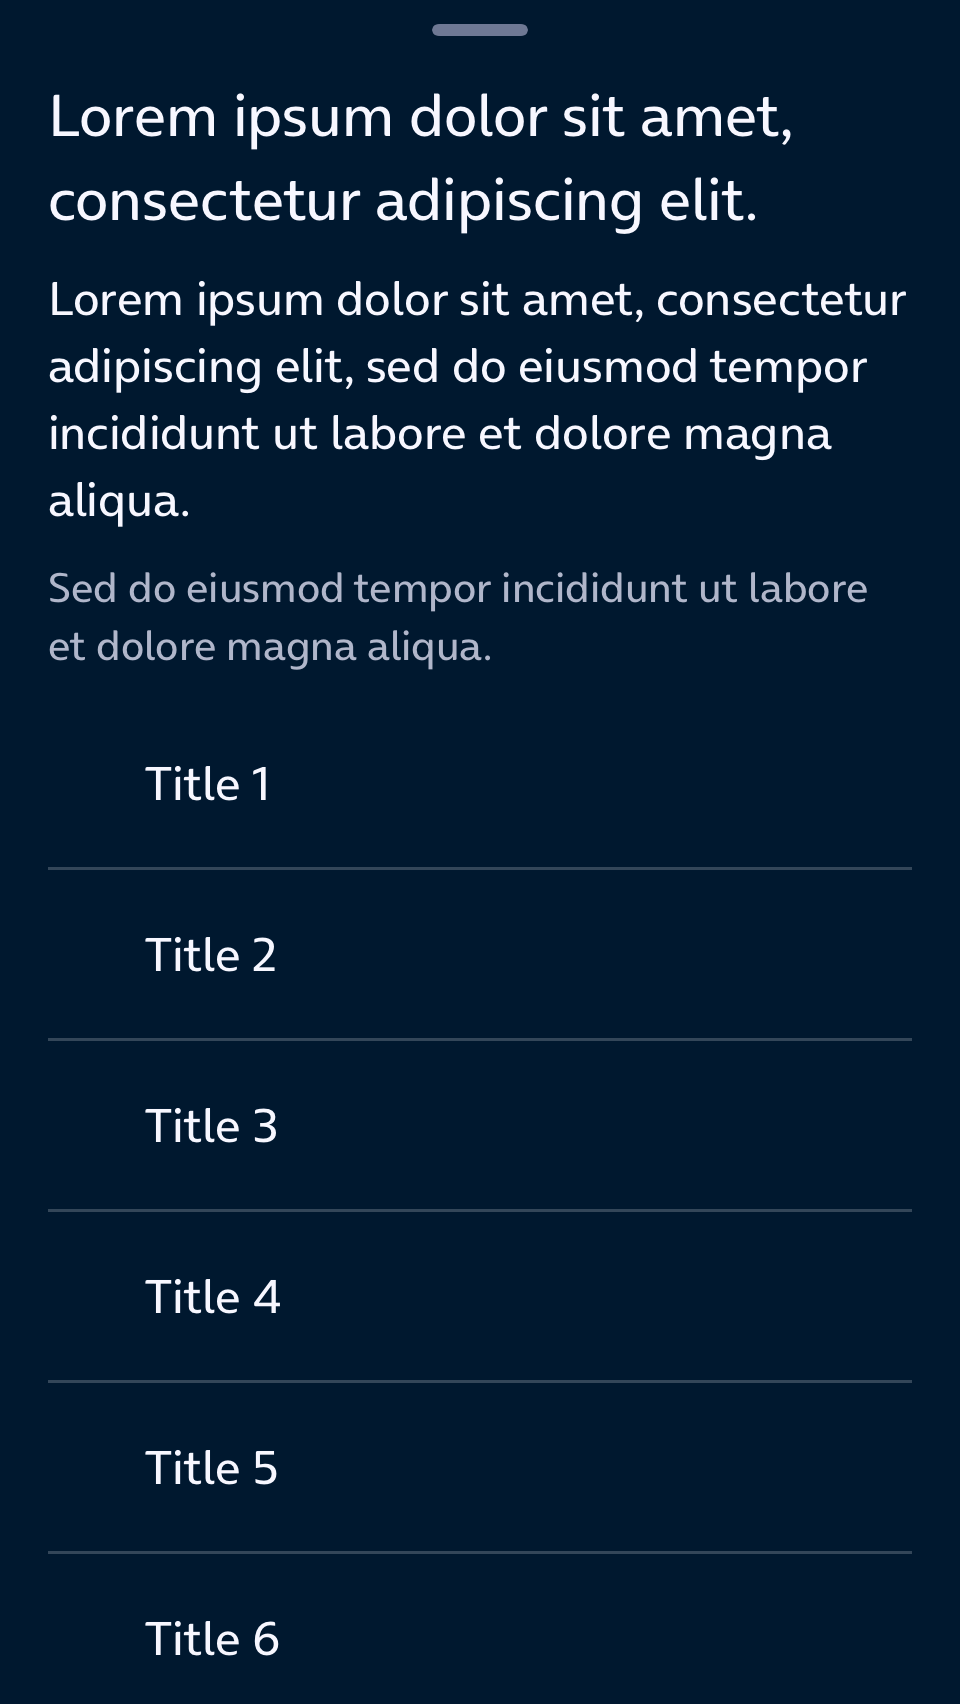 Lorem ipsum dolor sit amet,
consectetur adipiscing elit.
Lorem ipsum dolor sit amet, consectetur
adipiscing elit, sed do eiusmod tempor
incididunt ut labore et dolore magna
aliqua.
Sed do eiusmod tempor incididunt ut labore
et dolore magna aliqua.
Title 1
Title 2
Title 3
Title 4
Title 5
Title 6